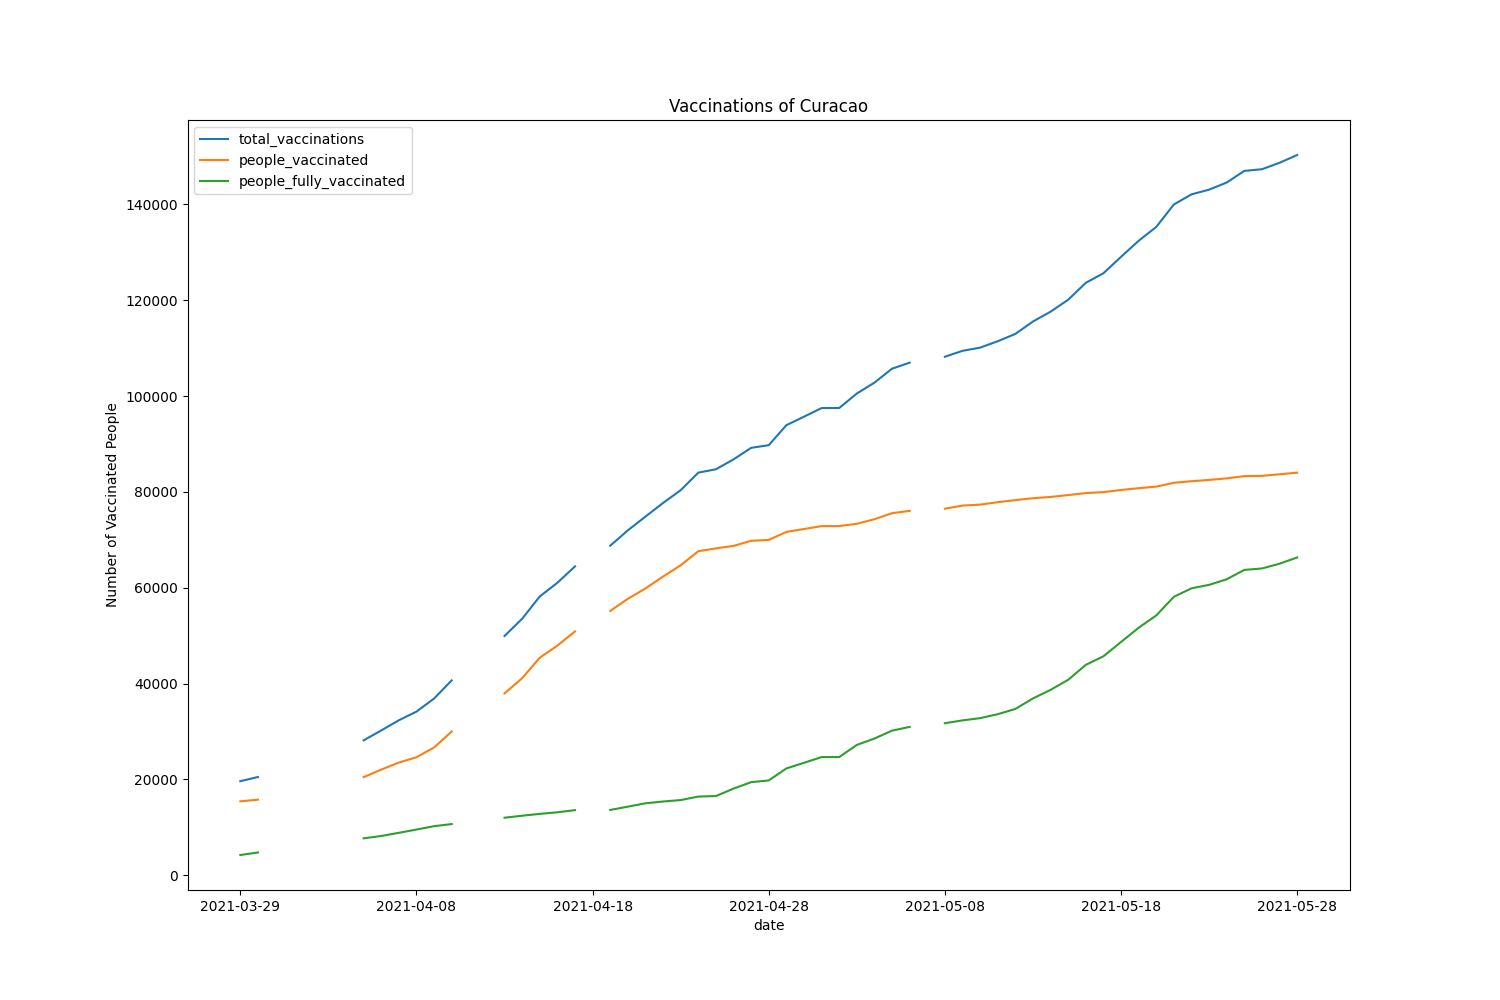 Vaccinations of Curacao
total_vaccinations
people_vaccinated
people_fully_vaccinated
Number of Vaccinated People
140000
120000
100000
80000
60000
40000
20000
0
2021-03-29 2021-04-08 2021-04-18 2021-04-28 2021-05-08 2021-05-18 2021-05-28
date